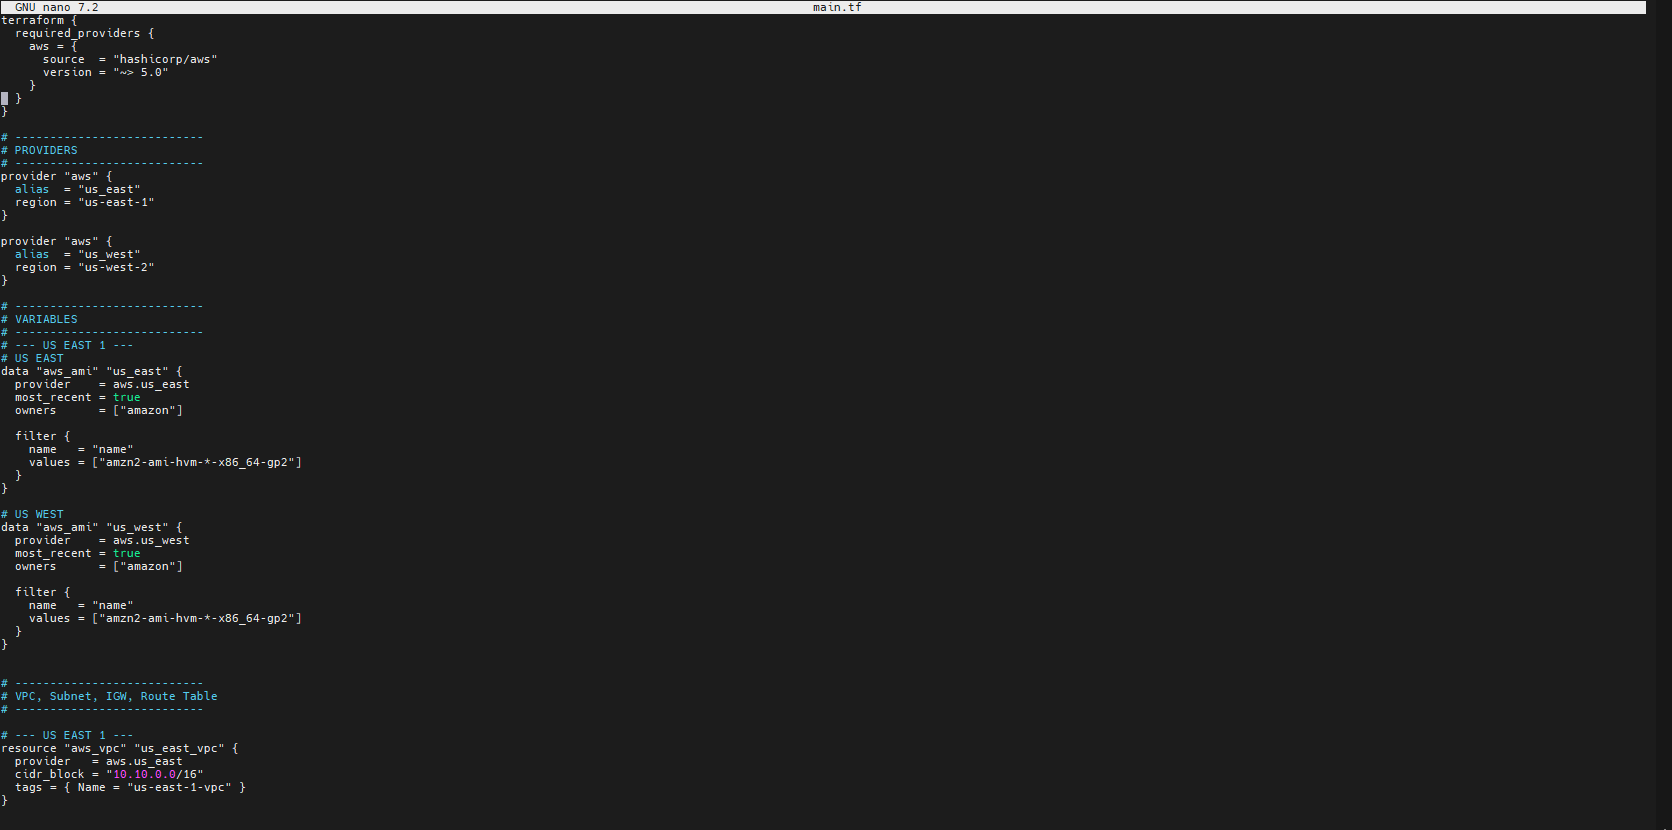 GNU nano 7.2 main.tf
terraform {
  required_providers {
    aws = {
      source  = "hashicorp/aws"
      version = "~> 5.0"
    }
  }
}

# ---------------------------
# PROVIDERS
# ---------------------------
provider "aws" {
  alias  = "us_east"
  region = "us-east-1"
}

provider "aws" {
  alias  = "us_west"
  region = "us-west-2"
}

# ---------------------------
# VARIABLES
# ---------------------------
# --- US EAST 1 ---
# US EAST
data "aws_ami" "us_east" {
  provider    = aws.us_east
  most_recent = true
  owners      = ["amazon"]

  filter {
    name   = "name"
    values = ["amzn2-ami-hvm-*-x86_64-gp2"]
  }
}

# US WEST
data "aws_ami" "us_west" {
  provider    = aws.us_west
  most_recent = true
  owners      = ["amazon"]

  filter {
    name   = "name"
    values = ["amzn2-ami-hvm-*-x86_64-gp2"]
  }
}


# ---------------------------
# VPC, Subnet, IGW, Route Table
# ---------------------------

# --- US EAST 1 ---
resource "aws_vpc" "us_east_vpc" {
  provider   = aws.us_east
  cidr_block = "10.10.0.0/16"
  tags = { Name = "us-east-1-vpc" }
}